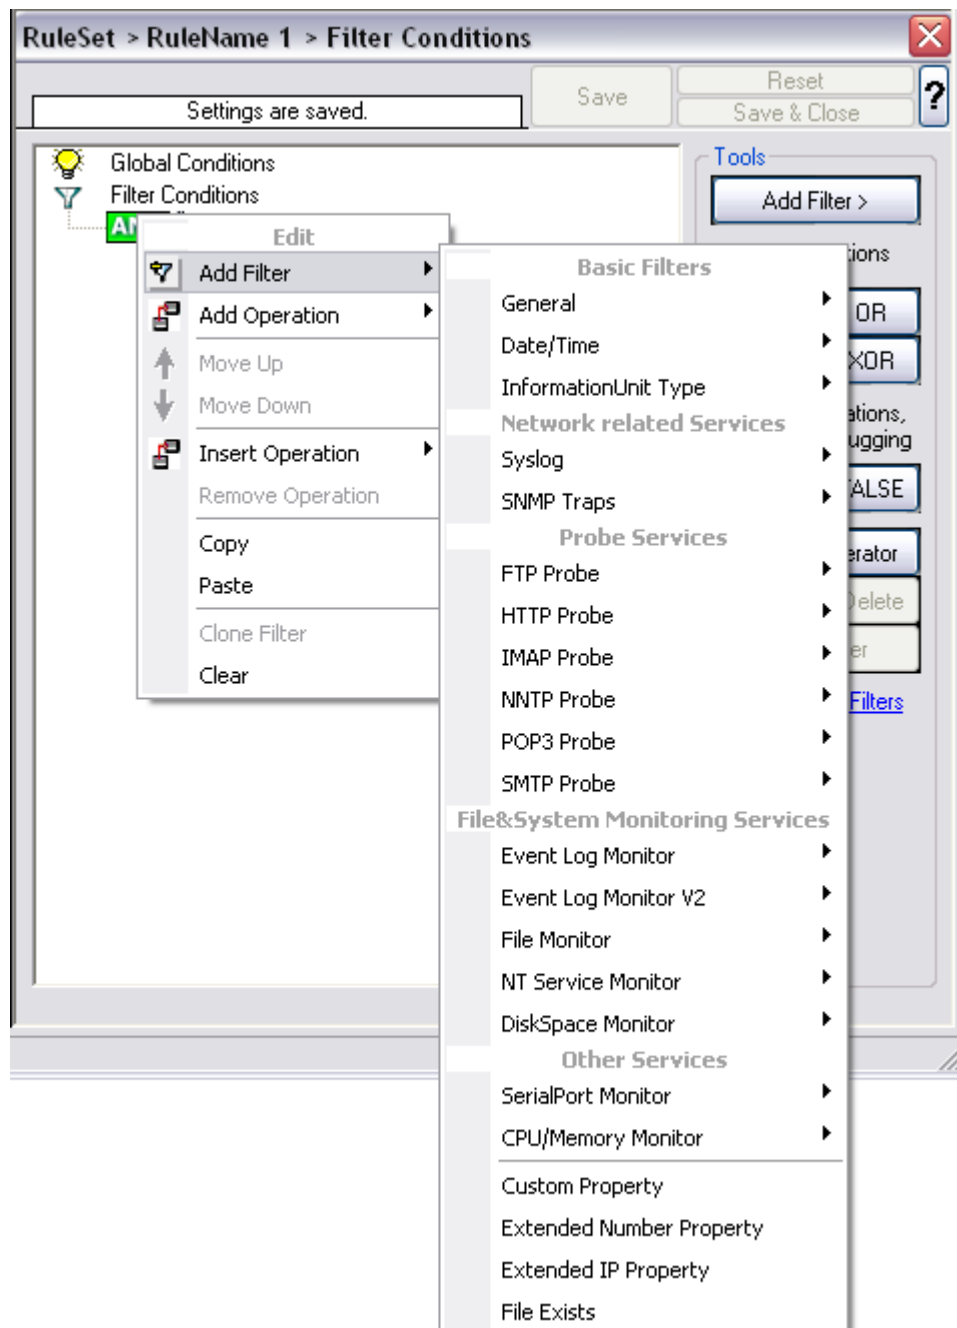 RuleSet > RuleName 1 > Filter Conditions
Settings are saved.
Save
Reset
Save & Close
?
Global Conditions
Filter Conditions
Tools
Add Filter >
OR
XOR
Filters
Edit
Add Filter
Add Operation
Move Up
Move Down
Insert Operation
Remove Operation
Copy
Paste
Clone Filter
Clear
Basic Filters
General
Date/Time
InformationUnit Type
Network related Services
Syslog
SNMP Traps
Probe Services
FTP Probe
HTTP Probe
IMAP Probe
NNTP Probe
POP3 Probe
SMTP Probe
File&System Monitoring Services
Event Log Monitor
Event Log Monitor V2
File Monitor
NT Service Monitor
DiskSpace Monitor
Other Services
SerialPort Monitor
CPU/Memory Monitor
Custom Property
Extended Number Property
Extended IP Property
File Exists